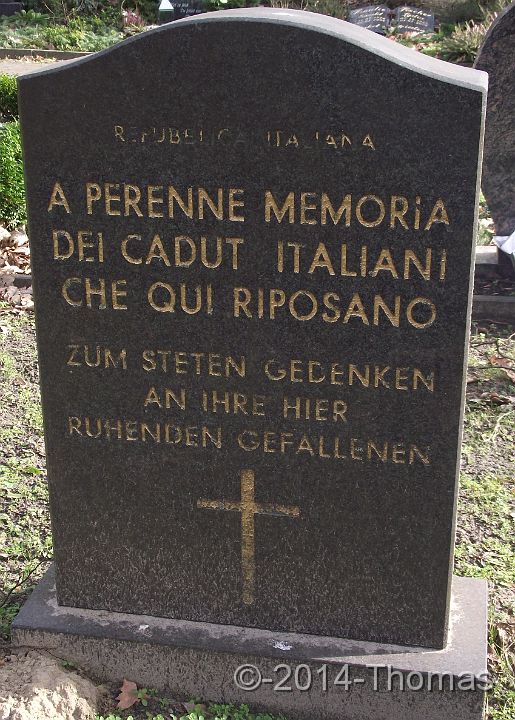 REPUBBLICA ITALIANA
A PERENNE MEMORiA
DEI CADUT ITALIANI
CHE QUI RIPOSANO
ZUM STETEN GEDENKEN
AN IHRE HIER
RUHENDEN GEFALLENEN
©-2014-Thomas